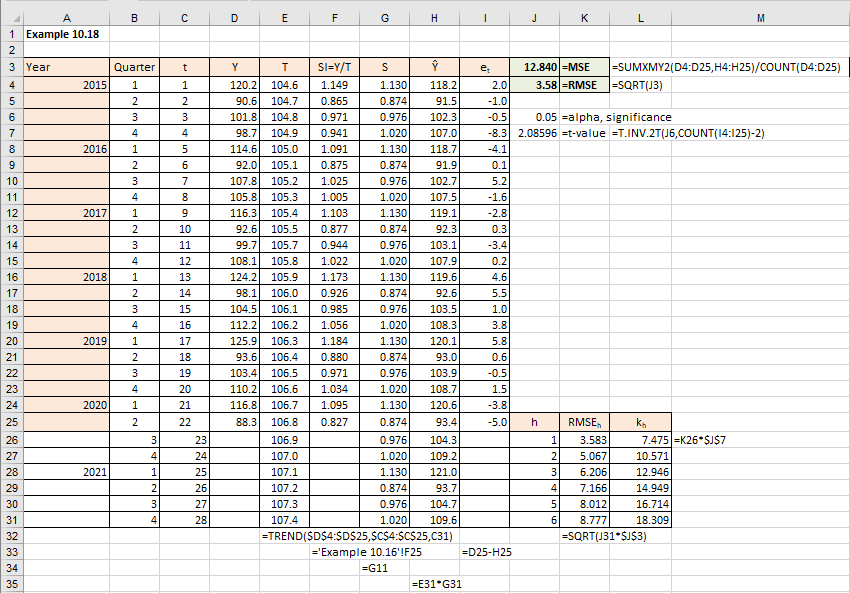 A B C D E F G H I J K L M
1 Example 10.18
2
3 Year Quarter t Y T SI=Y/T S Ŷ et 12.840 =MSE =SUMXMY2(D4:D25,H4:H25)/COUNT(D4:D25)
4 2015 1 1 120.2 104.6 1.149 1.130 118.2 2.0 3.58 =RMSE =SQRT(J3)
5 2 2 90.6 104.7 0.865 0.874 91.5 -1.0
6 3 3 101.8 104.8 0.971 0.976 102.3 -0.5 0.05 =alpha, significance
7 4 4 98.7 104.9 0.941 1.020 107.0 -8.3 2.08596 =t-value =T.INV.2T(J6,COUNT(I4:I25)-2)
8 2016 1 5 114.6 105.0 1.091 1.130 118.7 -4.1
9 2 6 92.0 105.1 0.875 0.874 91.9 0.1
10 3 7 107.8 105.2 1.025 0.976 102.7 5.2
11 4 8 105.8 105.3 1.005 1.020 107.5 -1.6
12 2017 1 9 116.3 105.4 1.103 1.130 119.1 -2.8
13 2 10 92.6 105.5 0.877 0.874 92.3 0.3
14 3 11 99.7 105.7 0.944 0.976 103.1 -3.4
15 4 12 108.1 105.8 1.022 1.020 107.9 0.2
16 2018 1 13 124.2 105.9 1.173 1.130 119.6 4.6
17 2 14 98.1 106.0 0.926 0.874 92.6 5.5
18 3 15 104.5 106.1 0.985 0.976 103.5 1.0
19 4 16 112.2 106.2 1.056 1.020 108.3 3.8
20 2019 1 17 125.9 106.3 1.184 1.130 120.1 5.8
21 2 18 93.6 106.4 0.880 0.874 93.0 0.6
22 3 19 103.4 106.5 0.971 0.976 103.9 -0.5
23 4 20 110.2 106.6 1.034 1.020 108.7 1.5
24 2020 1 21 116.8 106.7 1.095 1.130 120.6 -3.8
25 2 22 88.3 106.8 0.827 0.874 93.4 -5.0 h RMSEh kh
26 3 23 106.9 0.976 104.3 1 3.583 7.475 =K26*$J$7
27 4 24 107.0 1.020 109.2 2 5.067 10.571
28 2021 1 25 107.1 1.130 121.0 3 6.206 12.946
29 2 26 107.2 0.874 93.7 4 7.166 14.949
30 3 27 107.3 0.976 104.7 5 8.012 16.714
31 4 28 107.4 1.020 109.6 6 8.777 18.309
32 =TREND($D$4:$D$25,$C$4:$C$25,C31) =SQRT(J31*$J$3)
33 ='Example 10.16'!F25 =D25-H25
34 =G11
35 =E31*G31